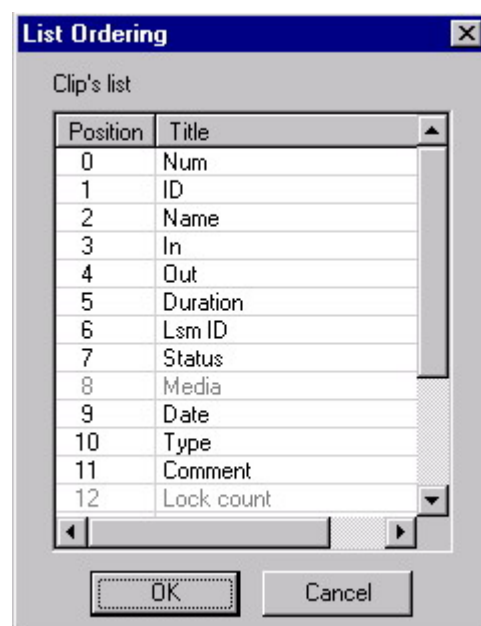 List Ordering
Clip's list
Position Title
0 Num
1 ID
2 Name
3 In
4 Out
5 Duration
6 Lsm ID
7 Status
8 Media
9 Date
10 Type
11 Comment
12 Lock count
OK Cancel